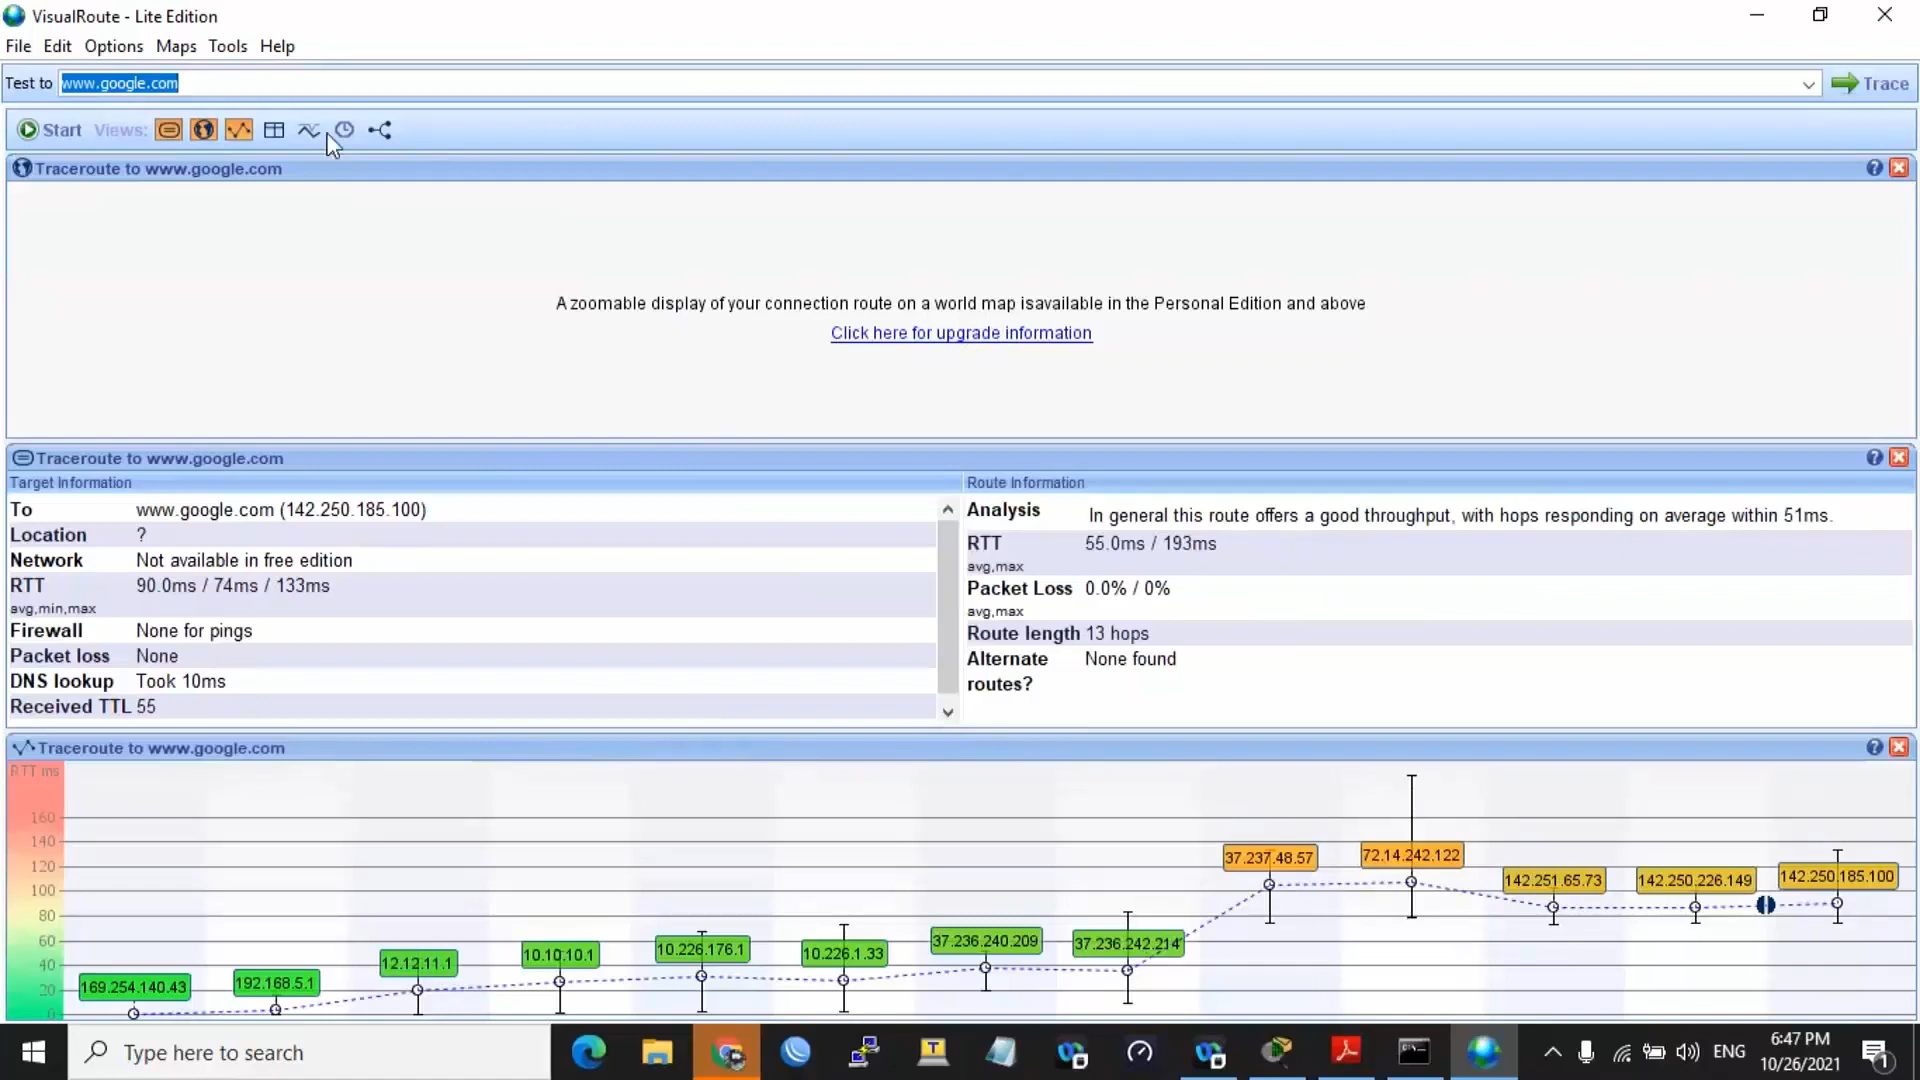 VisualRoute - Lite Edition
File Edit Options Maps Tools Help
Test to www.google.com Trace
Start Views:
Traceroute to www.google.com
A zoomable display of your connection route on a world map isavailable in the Personal Edition and above
Click here for upgrade information
Traceroute to www.google.com
Target Information
To www.google.com (142.250.185.100)
Location ?
Network Not available in free edition
RTT 90.0ms / 74ms / 133ms
avg,min,max
Firewall None for pings
Packet loss None
DNS lookup Took 10ms
Received TTL 55
Route Information
Analysis In general this route offers a good throughput, with hops responding on average within 51ms.
RTT 55.0ms / 193ms
avg,max
Packet Loss 0.0% / 0%
avg,max
Route length 13 hops
Alternate None found
routes?
Traceroute to www.google.com
RTT ms
160
140
120
100
80
60
40
20
0
169.254.140.43
192.168.5.1
12.12.11.1
10.10.10.1
10.226.176.1
10.226.1.33
37.236.240.209
37.236.242.214
37.237.48.57
72.14.242.122
142.251.65.73
142.250.226.149
142.250.185.100
Type here to search
ENG
6:47 PM
10/26/2021
1